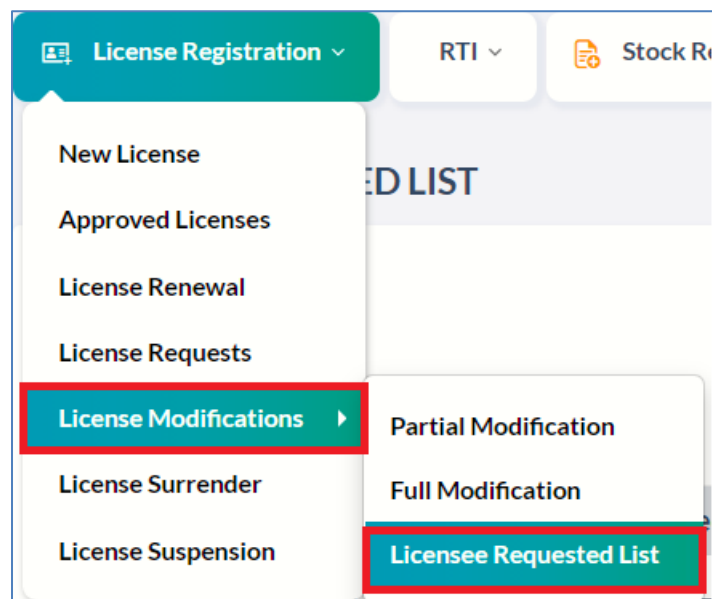 License Registration
RTI
Stock
ED LIST
New License
Approved Licenses
License Renewal
License Requests
License Modifications
License Surrender
License Suspension
Partial Modification
Full Modification
Licensee Requested List